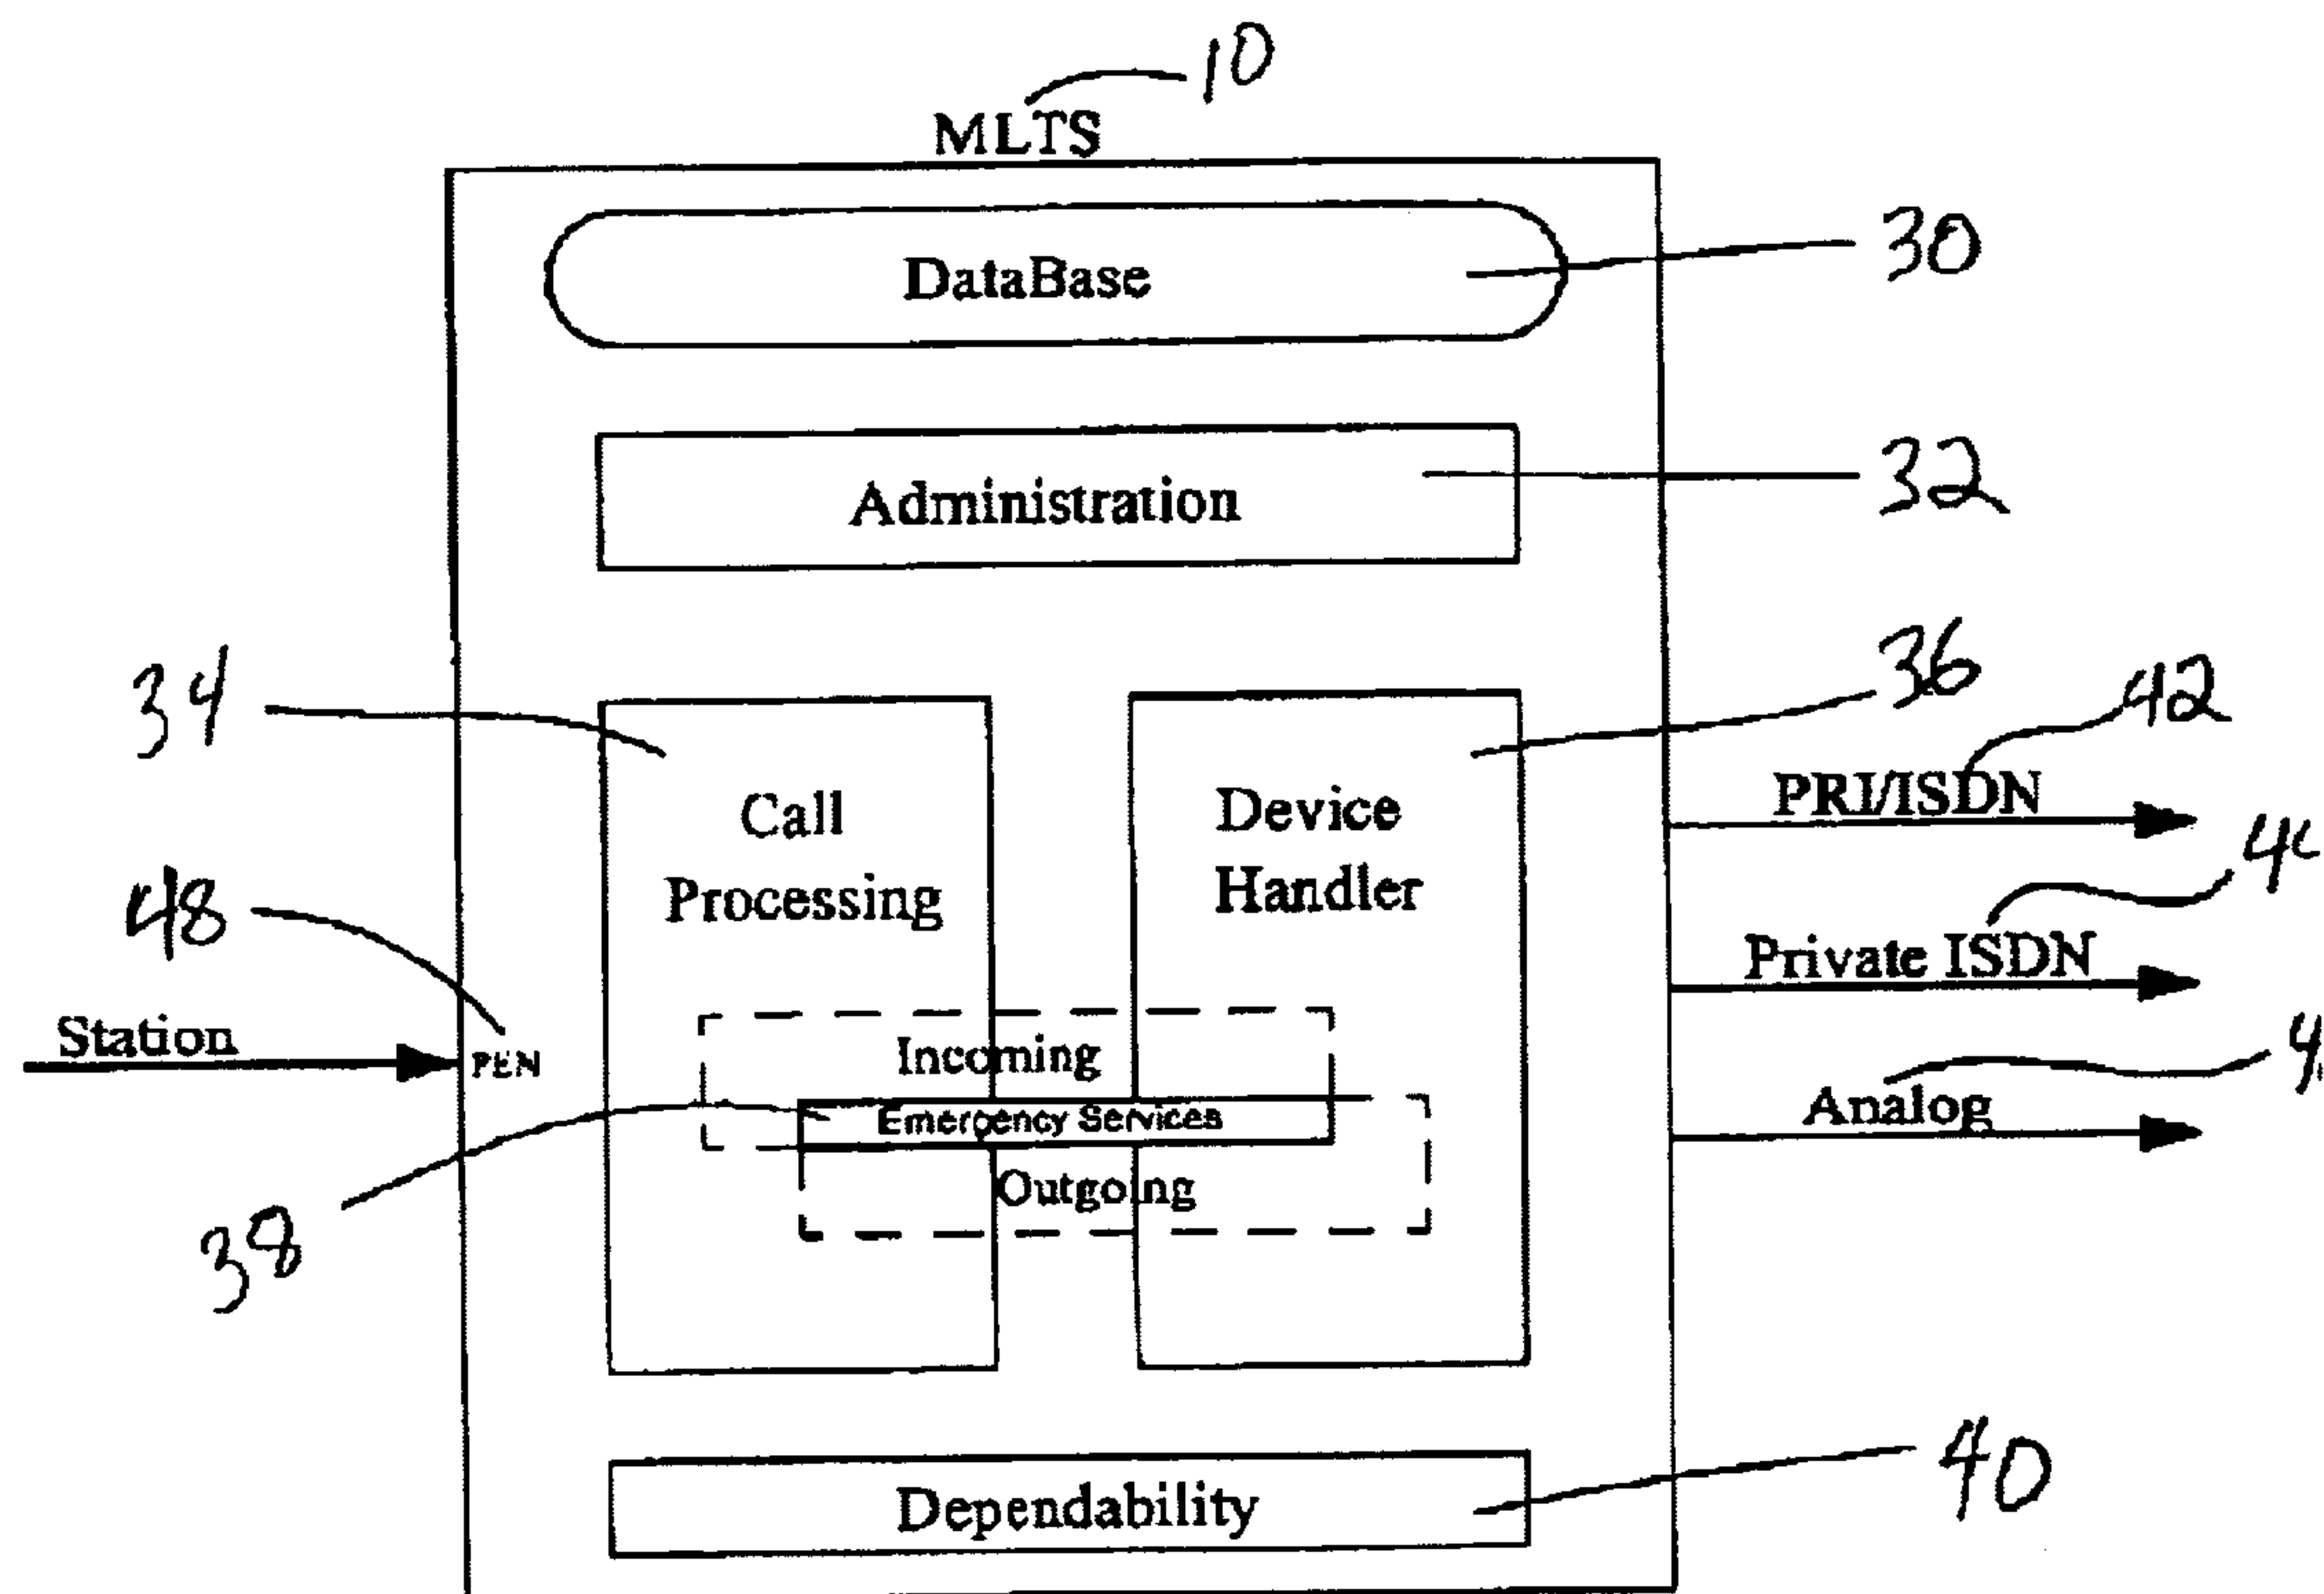 10
MLTS
DataBase
30
Administration
32
34
36
42
Call
Processing
Device
Handler
PRI/ISDN
48
Private ISDN
Station
PEN
Incoming
Analog
Emergency Services
Outgoing
38
Dependability
40